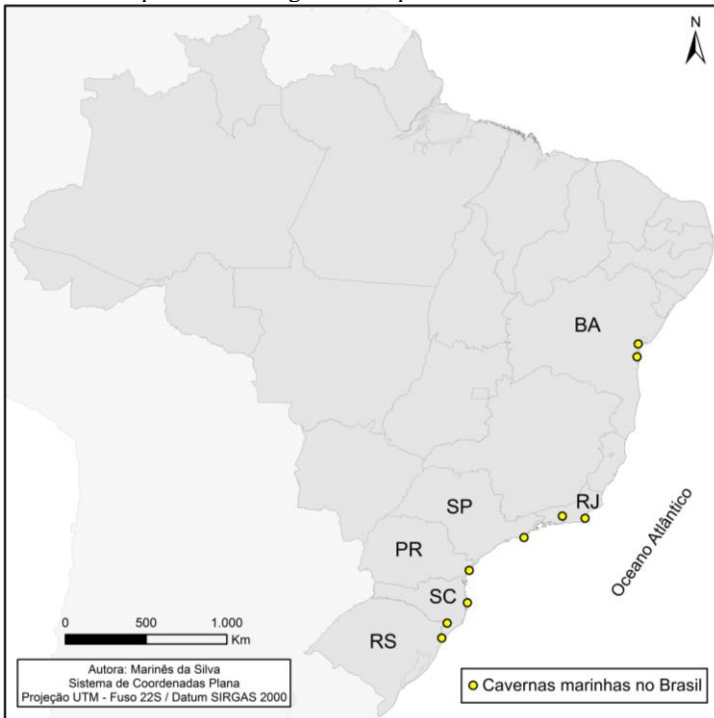 N
BA
RJ
SP
PR
SC
RS
Oceano Atlântico
0 500 1.000
Km
Autora: Marinês da Silva
Sistema de Coordenadas Plana
Projeção UTM - Fuso 22S / Datum SIRGAS 2000
Cavernas marinhas no Brasil